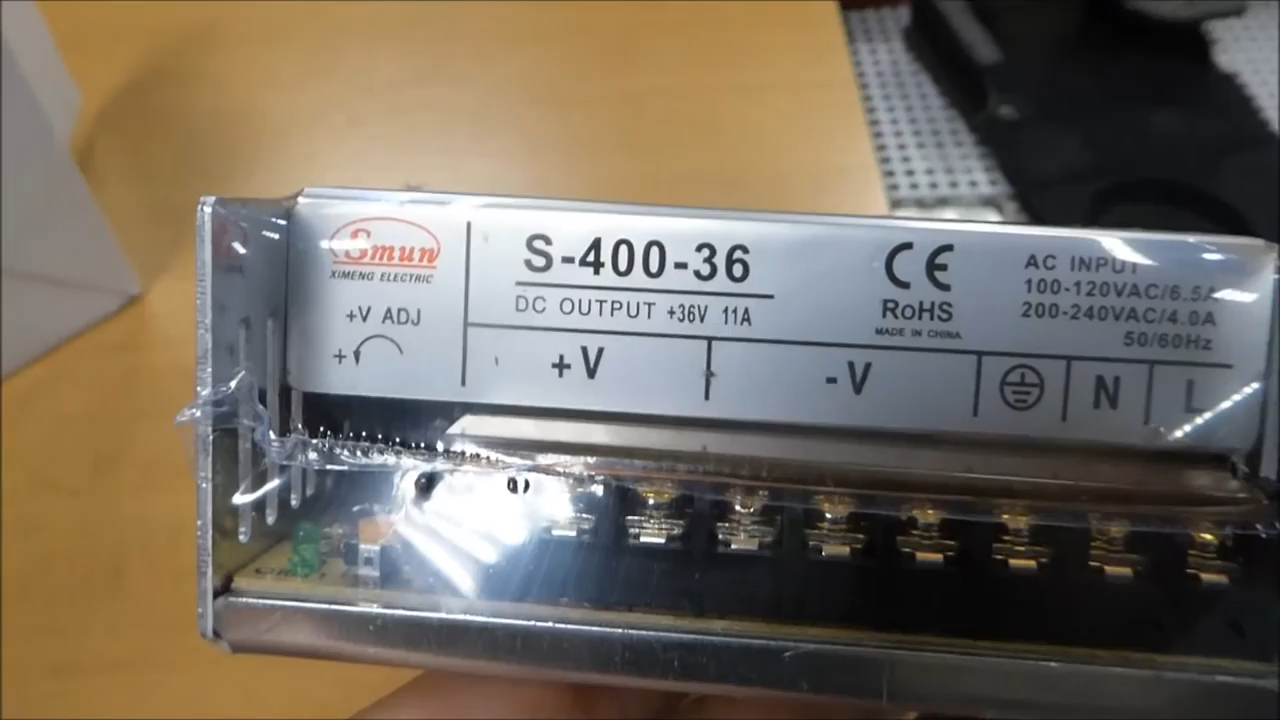 Smun
XIMENG ELECTRIC
+V ADJ
+
S-400-36
DC OUTPUT +36V 11A
CE
RoHS
MADE IN CHINA
AC INPUT
100-120VAC/6.5A
200-240VAC/4.0A
50/60Hz
+V
-V
N
L